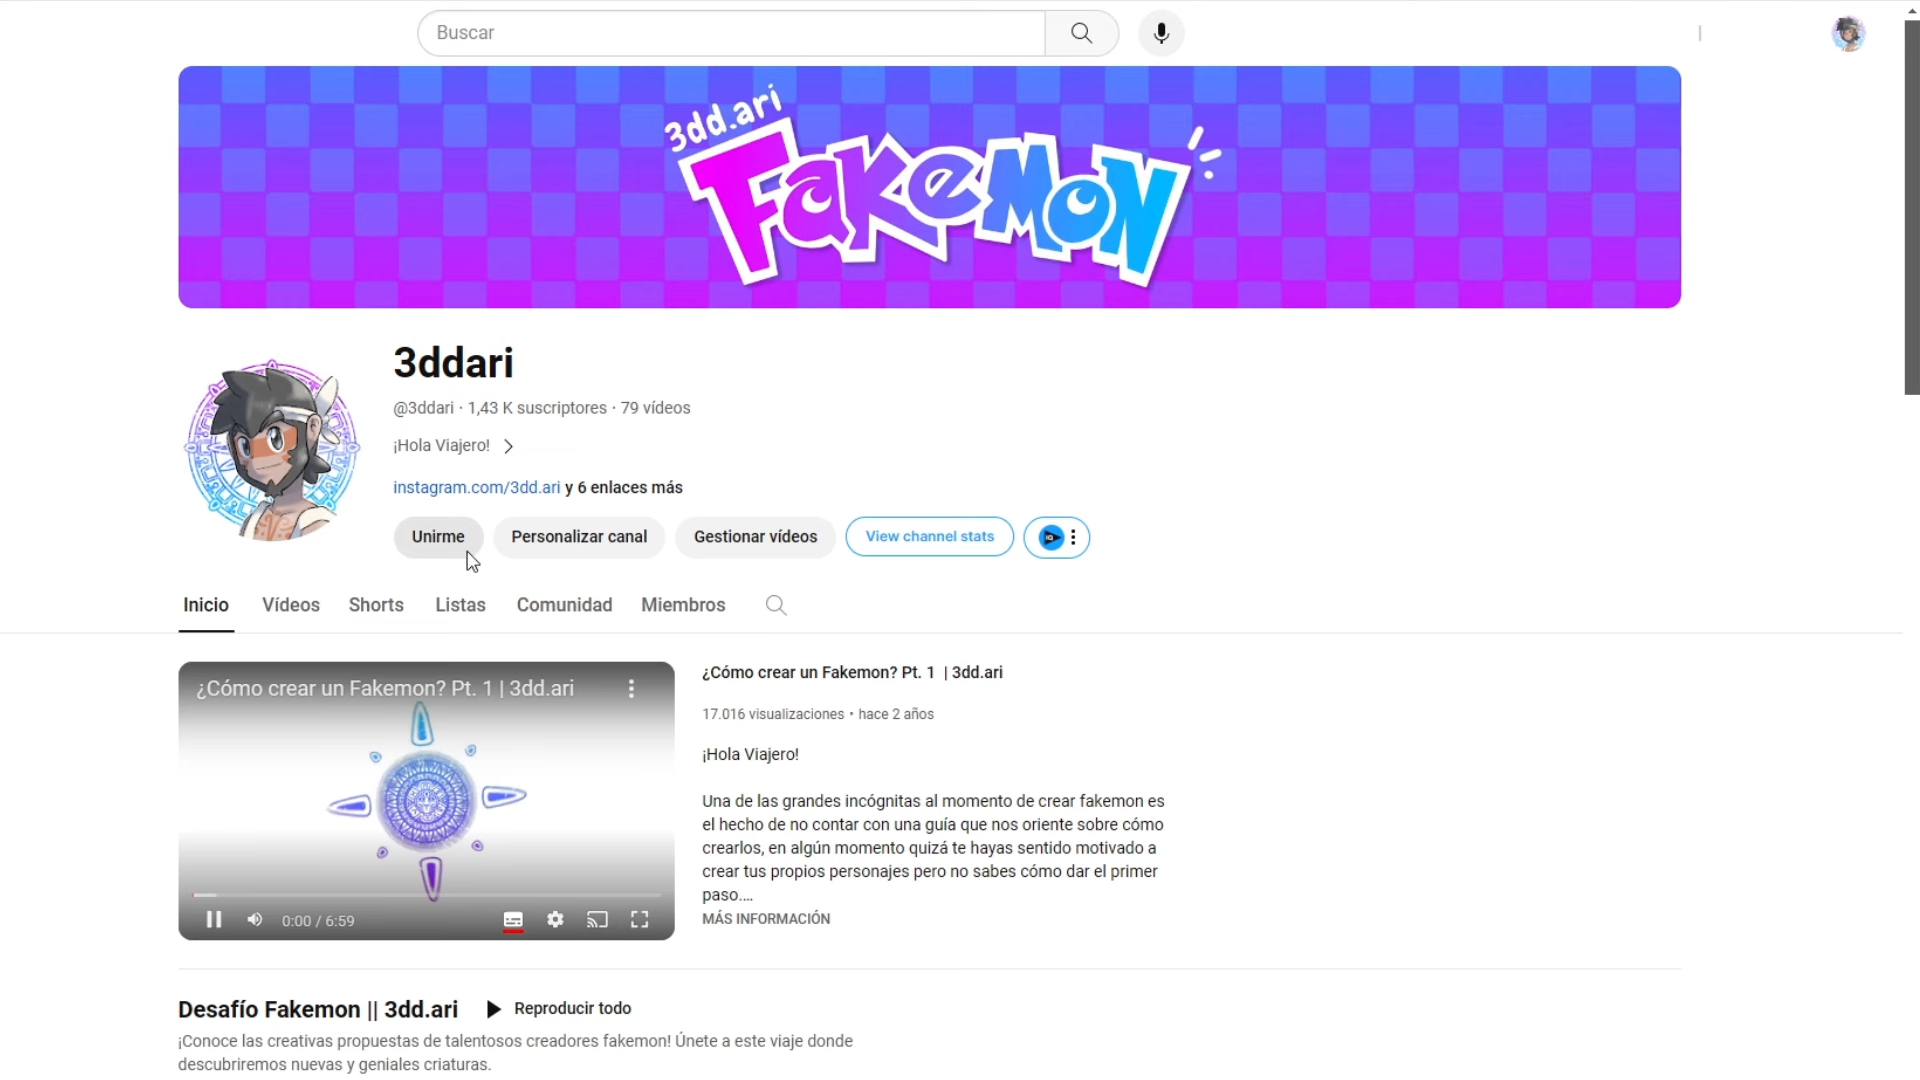 Buscar
3dd.ari
Fakemon
3ddari
@3ddari · 1,43 K suscriptores · 79 vídeos
¡Hola Viajero!
instagram.com/3dd.ari y 6 enlaces más
Unirme Personalizar canal Gestionar vídeos View channel stats
Inicio Vídeos Shorts Listas Comunidad Miembros
¿Cómo crear un Fakemon? Pt. 1 | 3dd.ari
0:00 / 6:59
¿Cómo crear un Fakemon? Pt. 1 | 3dd.ari
17.016 visualizaciones • hace 2 años
¡Hola Viajero!
Una de las grandes incógnitas al momento de crear fakemon es
el hecho de no contar con una guía que nos oriente sobre cómo
crearlos, en algún momento quizá te hayas sentido motivado a
crear tus propios personajes pero no sabes cómo dar el primer
paso....
MÁS INFORMACIÓN
Desafío Fakemon || 3dd.ari Reproducir todo
¡Conoce las creativas propuestas de talentosos creadores fakemon! Únete a este viaje donde
descubriremos nuevas y geniales criaturas.